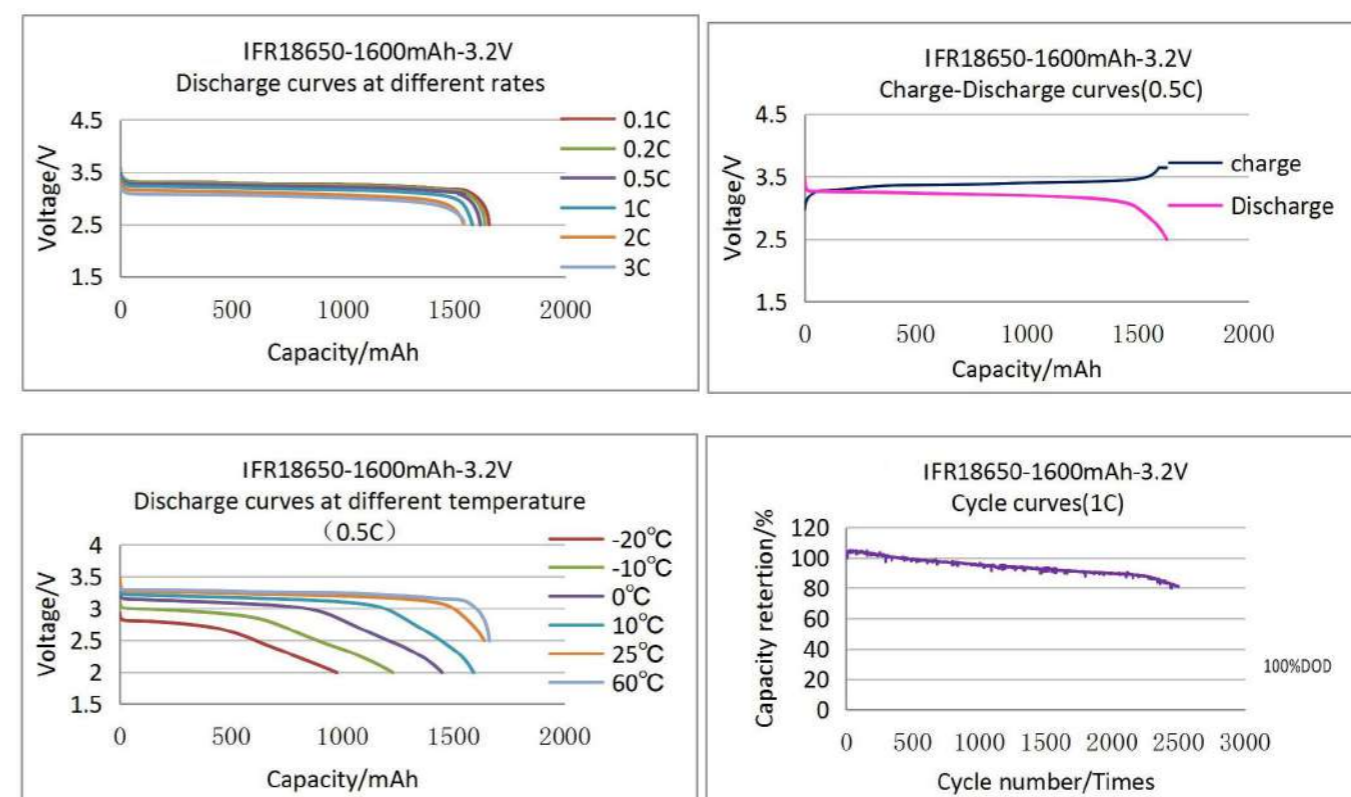 IFR18650-1600mAh-3.2V
Discharge curves at different rates
4.5
3.5
2.5
1.5
Voltage/V
0 500 1000 1500 2000
Capacity/mAh
0.1C
0.2C
0.5C
1C
2C
3C
IFR18650-1600mAh-3.2V
Charge-Discharge curves(0.5C)
4.5
3.5
2.5
1.5
Voltage/V
0 500 1000 1500 2000
Capacity/mAh
charge
Discharge
IFR18650-1600mAh-3.2V
Discharge curves at different temperature
（0.5C）
4
3.5
3
2.5
2
1.5
Voltage/V
0 500 1000 1500 2000
Capacity/mAh
-20℃
-10℃
0℃
10℃
25℃
60℃
IFR18650-1600mAh-3.2V
Cycle curves(1C)
120
100
80
60
40
20
0
Capacity retertion/%
0 500 1000 1500 2000 2500 3000
Cycle number/Times
100%DOD